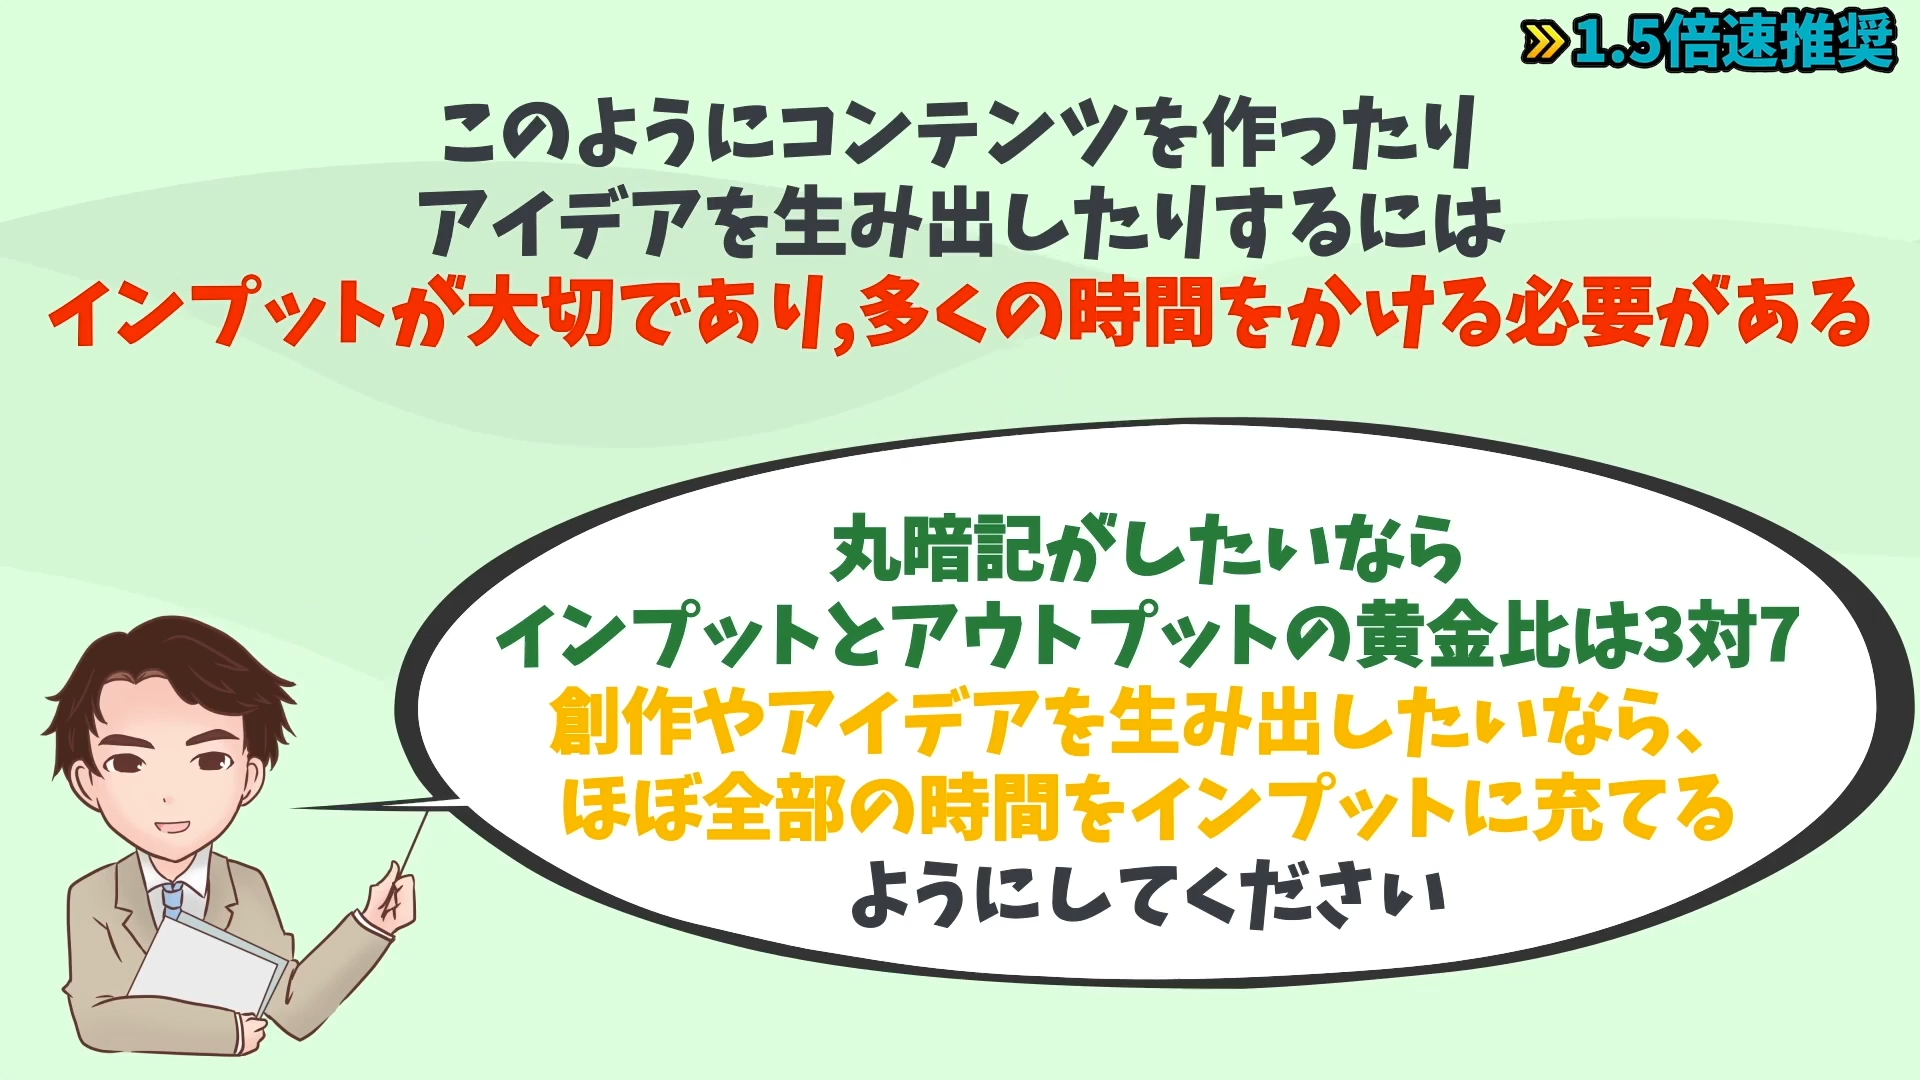 1.5倍速推奨
このようにコンテンツを作ったり
アイデアを生み出したりするには
インプットが大切であり,多くの時間をかける必要がある
丸暗記がしたいなら
インプットとアウトプットの黄金比は3対7
創作やアイデアを生み出したいなら、
ほぼ全部の時間をインプットに充てる
ようにしてください